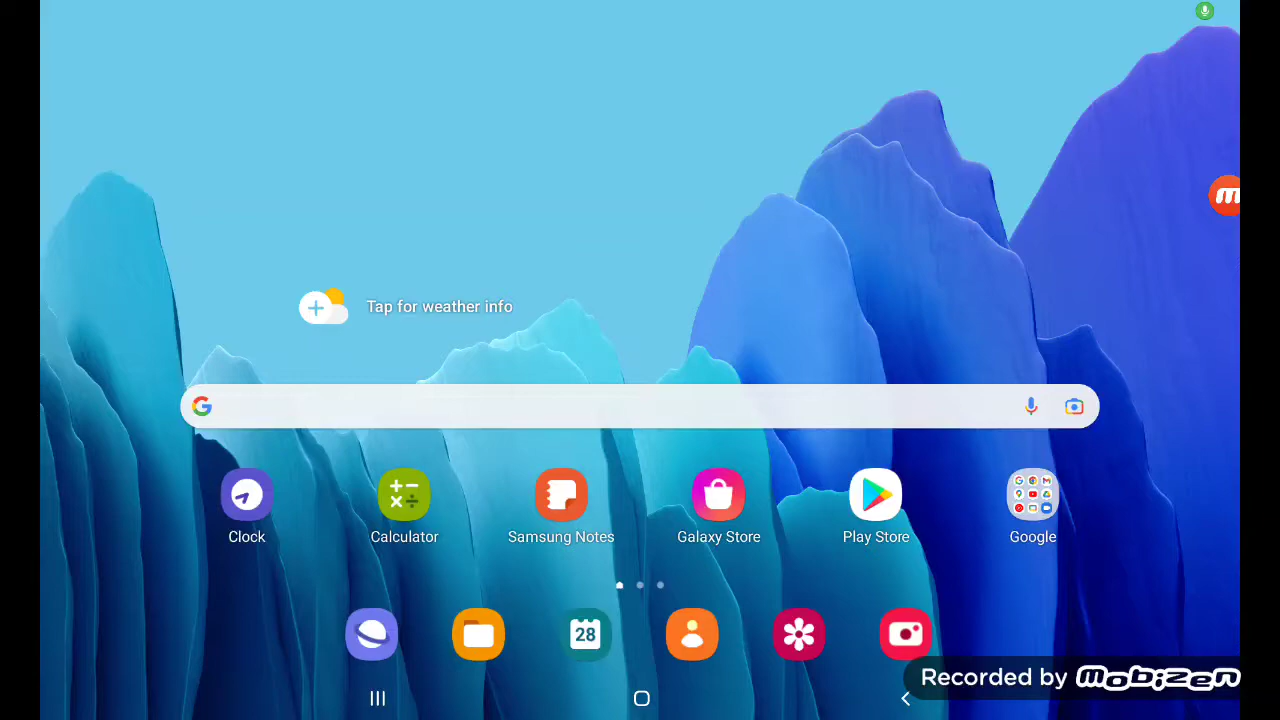 Tap for weather info
Clock
Calculator
Samsung Notes
Galaxy Store
Play Store
Google
28
Recorded by mobizen